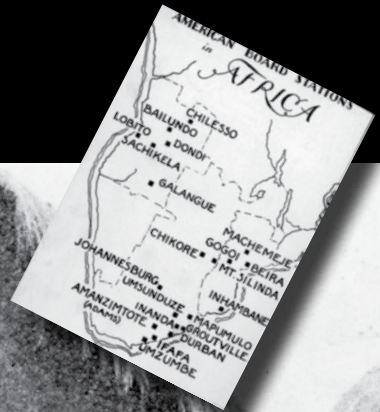 AMERICAN BOARD STATIONS
in
AFRICA
CHILESSO
BAILUNDO
LOBITO
DONDI
SACHIKELA
GALANGUE
MACHEMEJE
CHIKORE
GOGOI
BEIRA
MT. SILINDA
JOHANNESBURG
UMSUNDUZE
INHAMBANE
AMANZIMTOTE
(ADAMS)
INANDA
MAPUMULO
GROUTVILLE
DURBAN
IFAFA
UMZUMBE